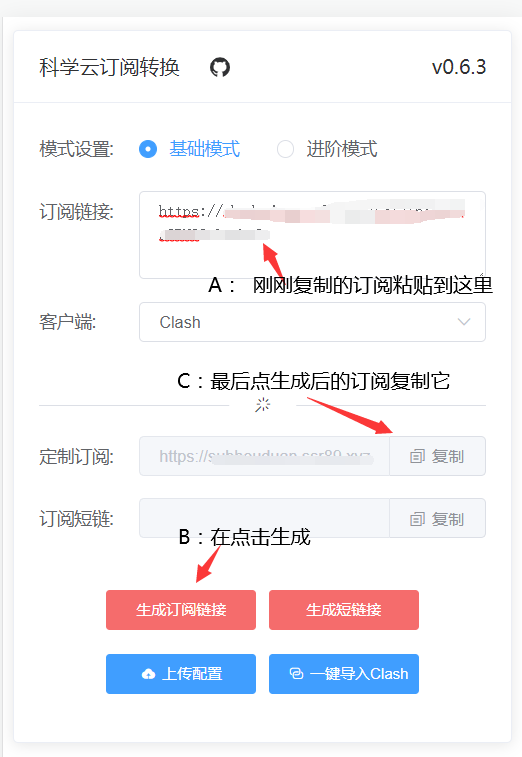 科学云订阅转换 v0.6.3
模式设置: 基础模式 进阶模式
订阅链接: https://
A： 刚刚复制的订阅粘贴到这里
客户端: Clash
C：最后点生成后的订阅复制它
定制订阅: https:// 复制
订阅短链: 复制
B：在点击生成
生成订阅链接 生成短链接
上传配置 一键导入Clash